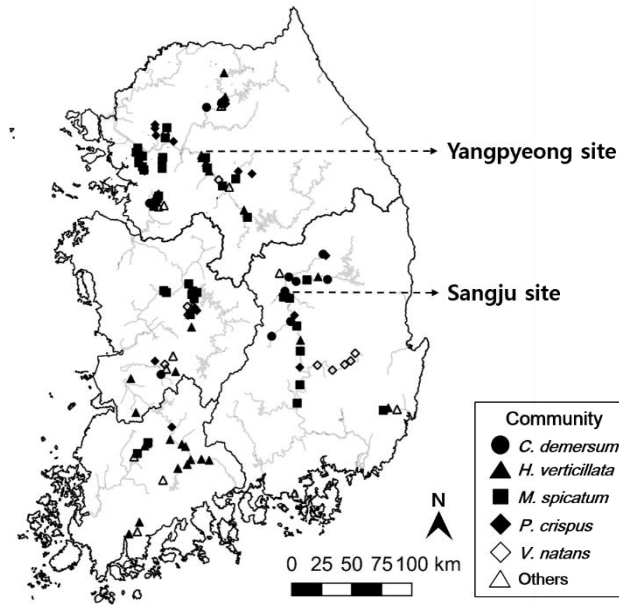 Yangpyeong site
Sangju site
Community
C. demersum
H. verticillata
M. spicatum
P. crispus
V. natans
Others
N
0 25 50 75 100 km